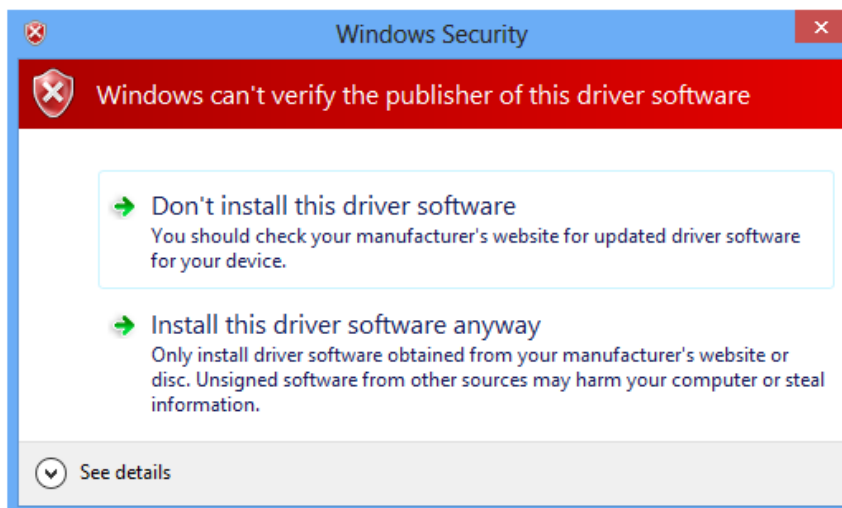 Windows Security
Windows can't verify the publisher of this driver software
Don't install this driver software
You should check your manufacturer's website for updated driver software
for your device.
Install this driver software anyway
Only install driver software obtained from your manufacturer's website or
disc. Unsigned software from other sources may harm your computer or steal
information.
See details